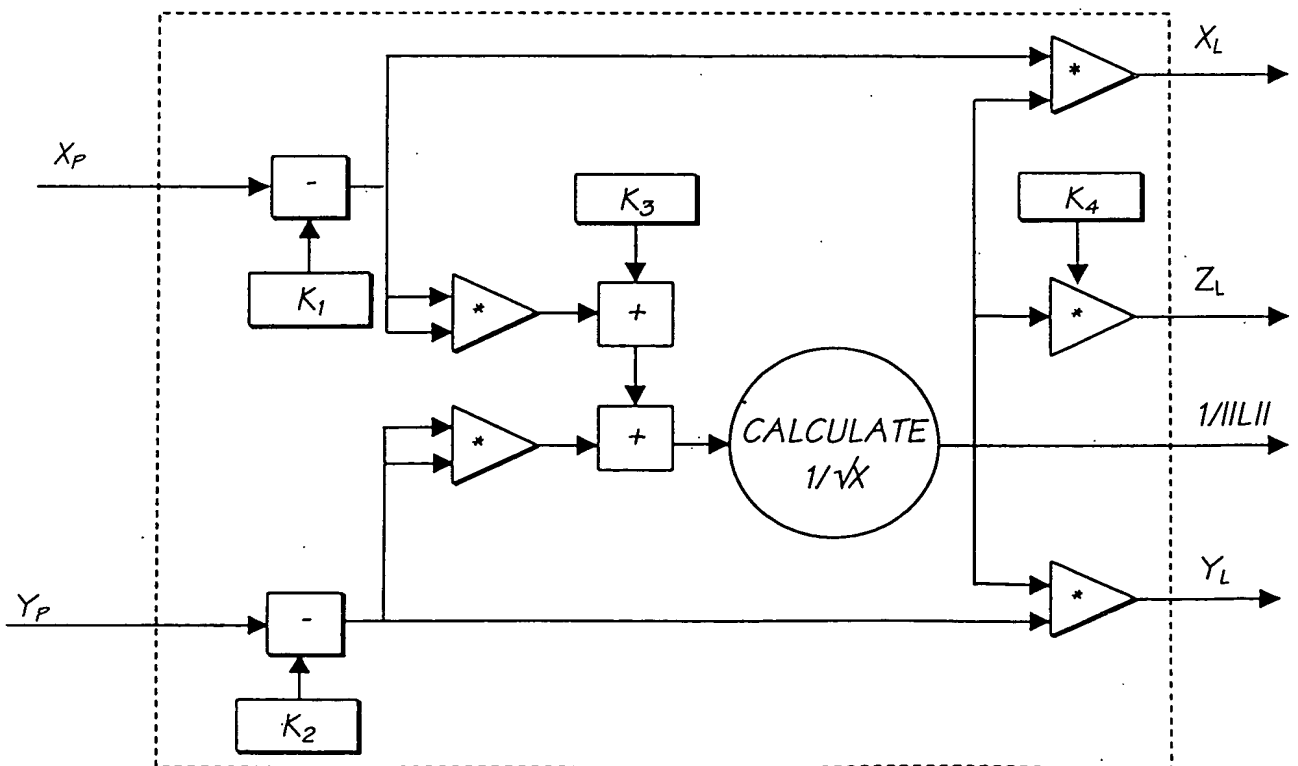 X_L
*
X_P
-
K_3
K_4
K_1
*
+
*
Z_L
*
+
CALCULATE
1/√X
1/||L||
Y_P
-
*
Y_L
K_2